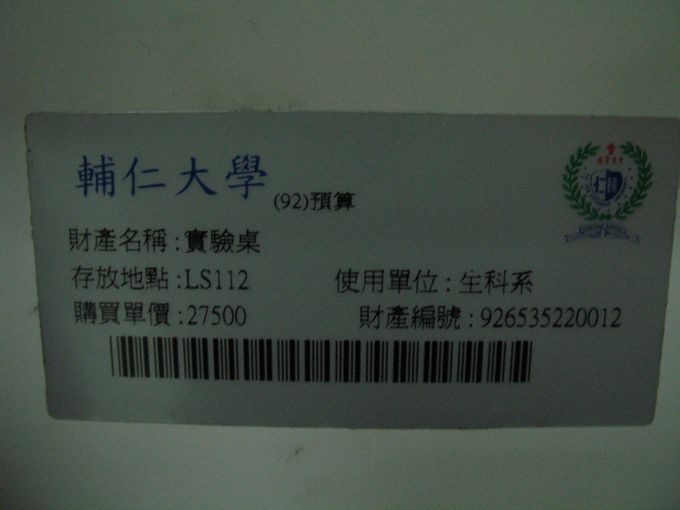 輔仁大學 (92)預算
財產名稱:實驗桌
存放地點:LS112 使用單位:生科系
購買單價:27500 財產編號:926535220012